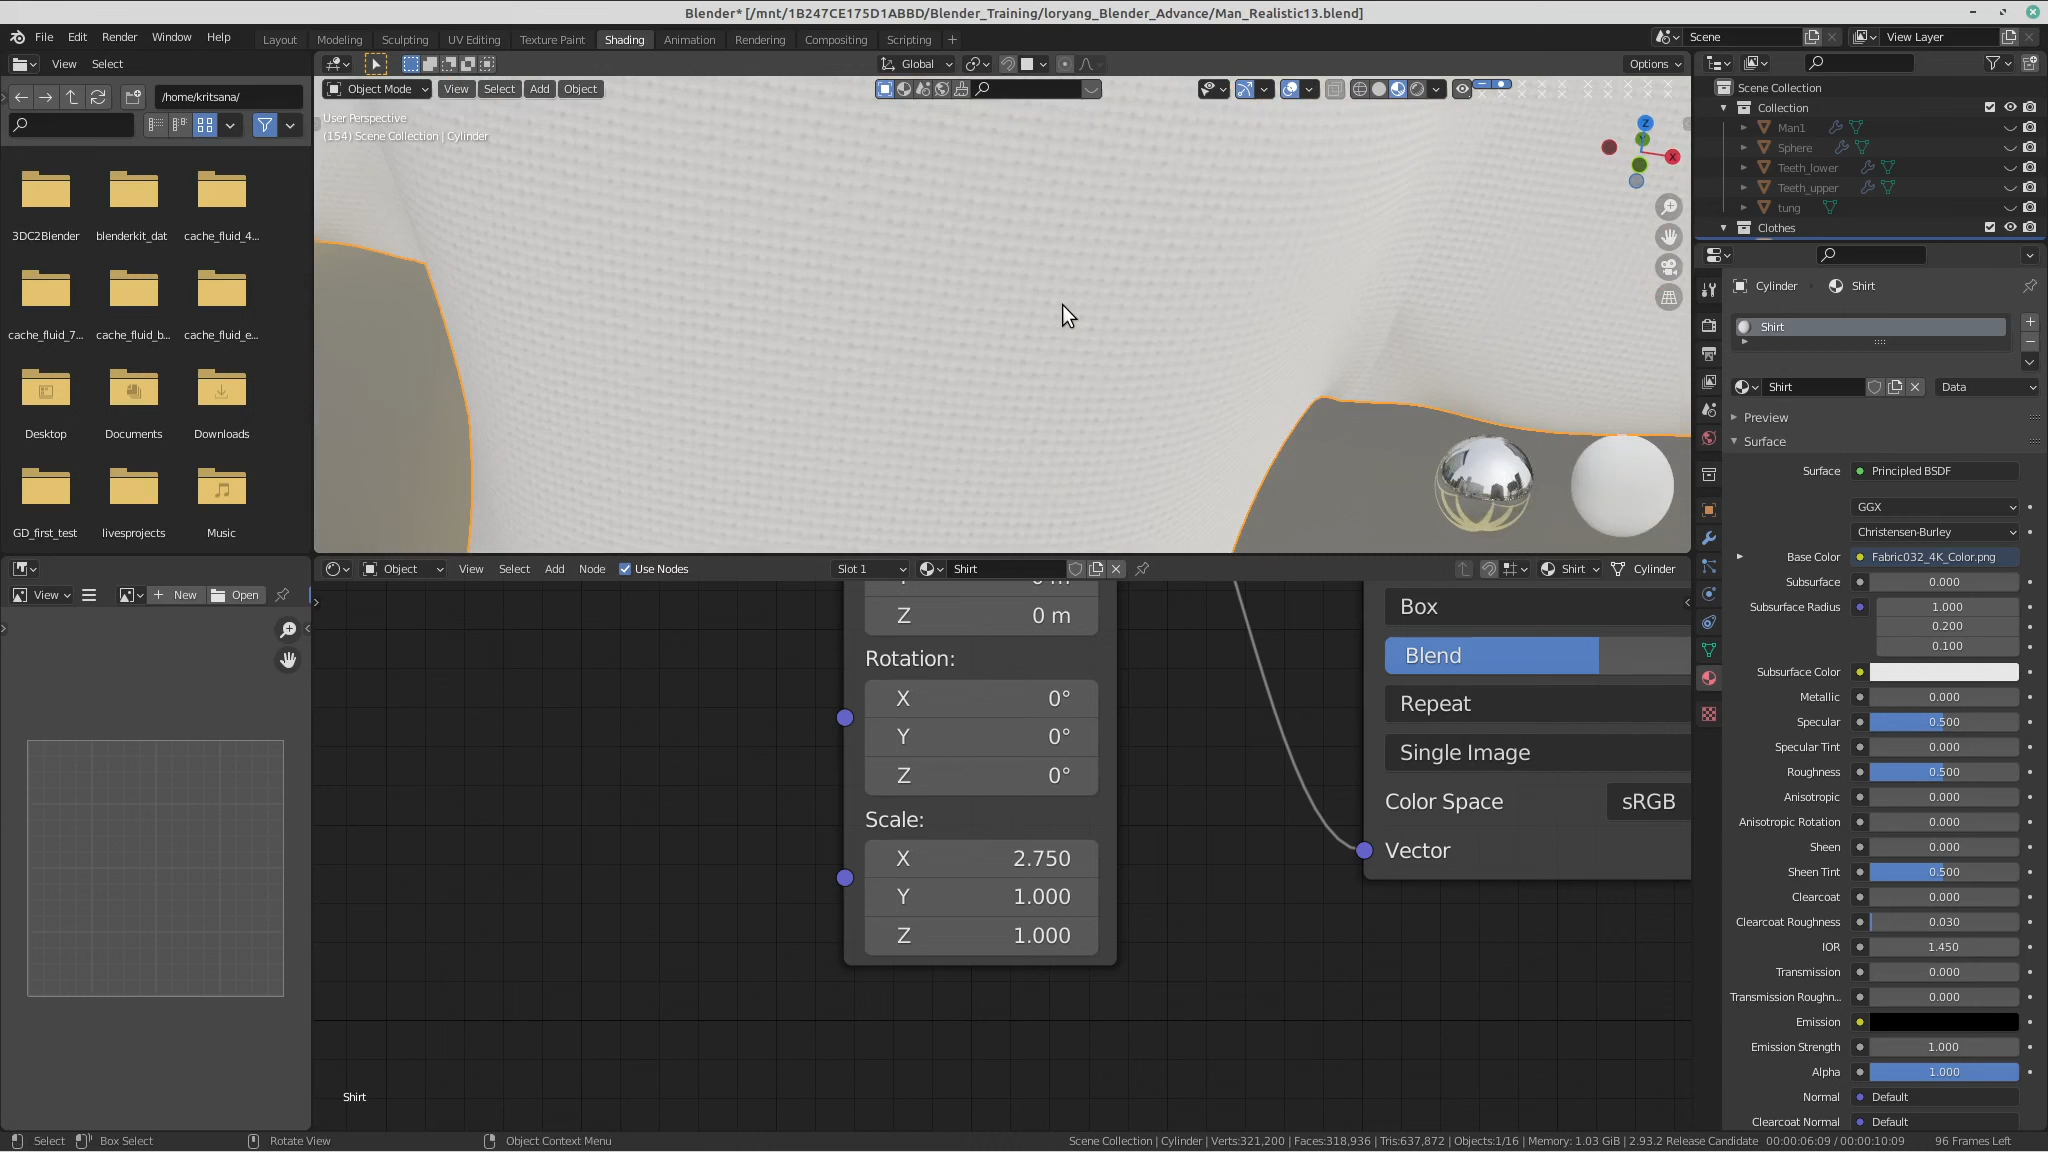 Blender* [/mnt/1B247CE175D1ABBD/Blender_Training/loryang_Blender_Advance/Man_Realistic13.blend]
File Edit Render Window Help Layout Modeling Sculpting UV Editing Texture Paint Shading Animation Rendering Compositing Scripting + Scene View Layer
View Select Global Options
/home/kritsana/ Object Mode View Select Add Object
User Perspective
(154) Scene Collection | Cylinder
Scene Collection
Collection
Man1
Sphere
Teeth_lower
Teeth_upper
tung
Clothes
Z
Y
X
3DC2Blender blenderkit_dat cache_fluid_4...
cache_fluid_7... cache_fluid_b... cache_fluid_e...
Desktop Documents Downloads
GD_first_test livesprojects Music
Cylinder Shirt
Shirt
Shirt Data
Preview
Surface
Surface Principled BSDF
GGX
Christensen-Burley
Base Color Fabric032_4K_Color.png
Subsurface 0.000
Subsurface Radius 1.000
0.200
0.100
Subsurface Color
Metallic 0.000
Specular 0.500
Specular Tint 0.000
Roughness 0.500
Anisotropic 0.000
Anisotropic Rotation 0.000
Sheen 0.000
Sheen Tint 0.500
Clearcoat 0.000
Clearcoat Roughness 0.030
IOR 1.450
Transmission 0.000
Transmission Roughn... 0.000
Emission
Emission Strength 1.000
Alpha 1.000
Normal Default
Clearcoat Normal Default
Object View Select Add Node Use Nodes Slot 1 Shirt Shirt Cylinder
View New Open
Z 0 m
Rotation:
X 0°
Y 0°
Z 0°
Scale:
X 2.750
Y 1.000
Z 1.000
Box
Blend
Repeat
Single Image
Color Space sRGB
Vector
Shirt
Select Box Select Rotate View Object Context Menu Scene Collection | Cylinder | Verts:321,200 | Faces:318,936 | Tris:637,872 | Objects:1/16 | Memory: 1.03 GiB | 2.93.2 Release Candidate 00:00:06:09 / 00:00:10:09 96 Frames Left